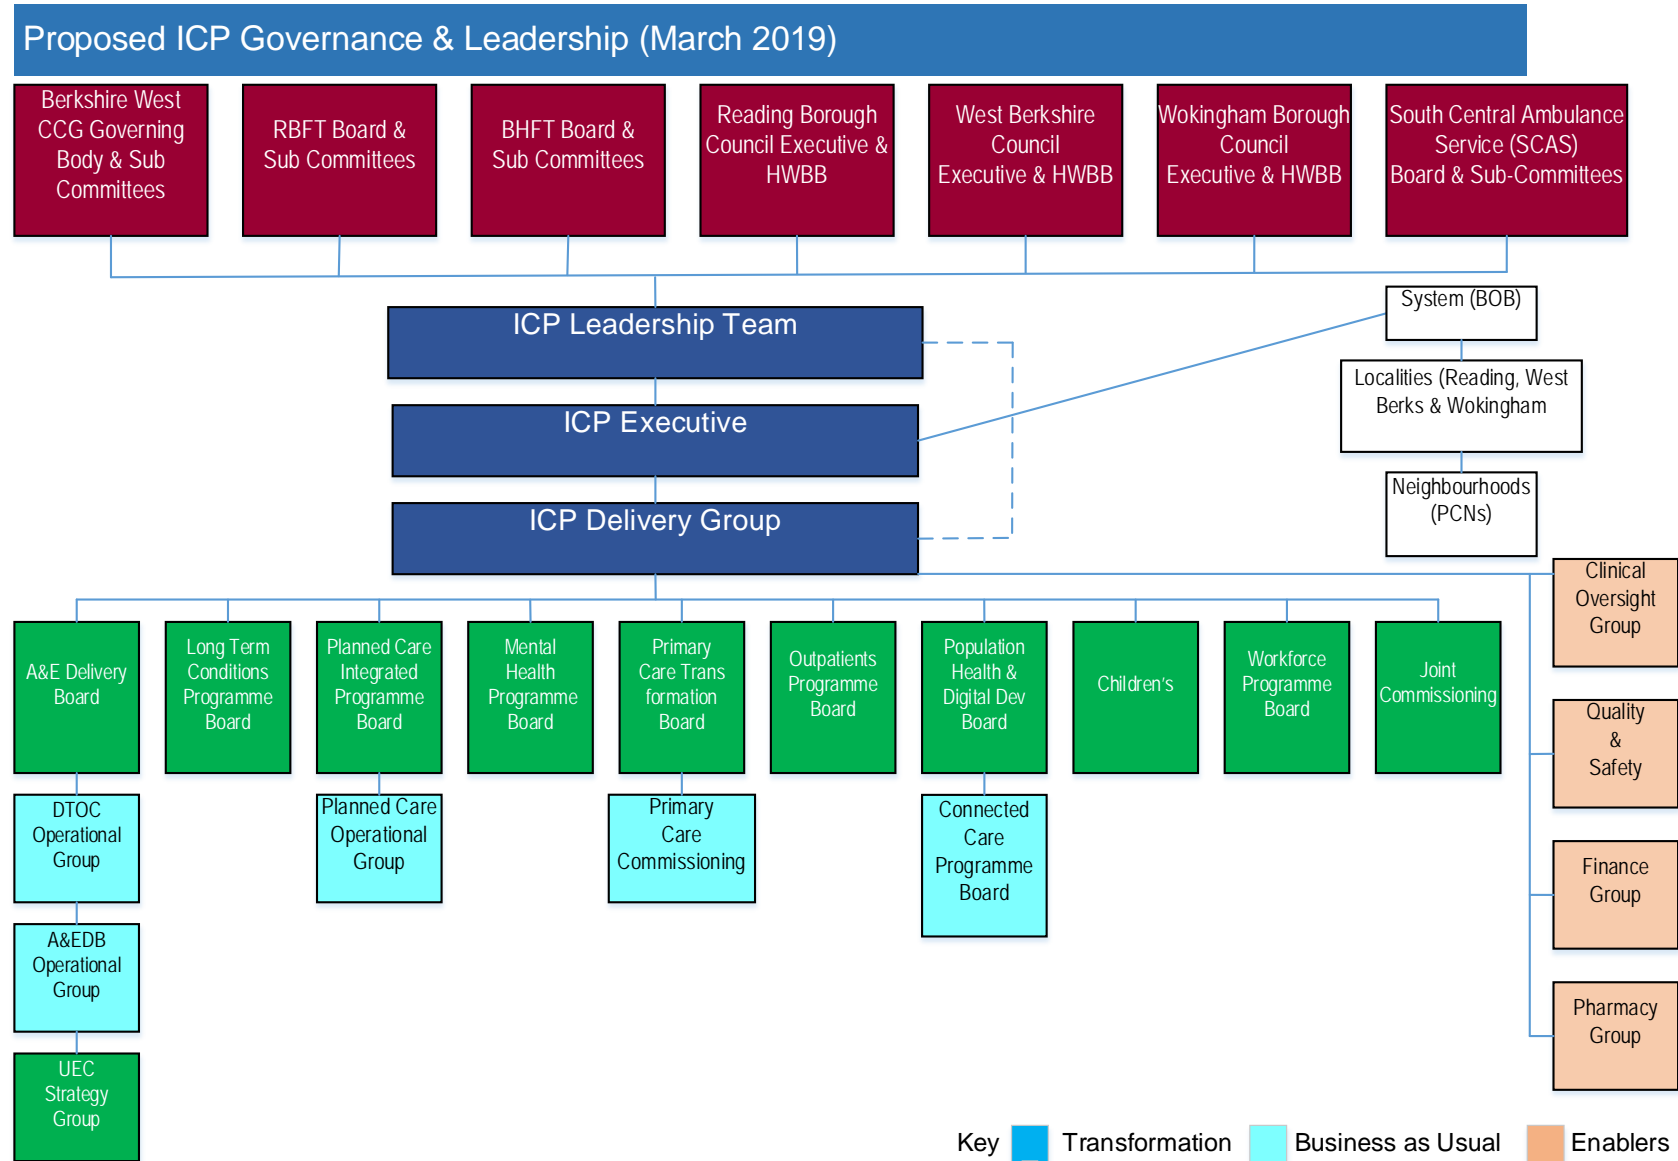 Proposed ICP Governance & Leadership (March 2019)
Berkshire West
CCG Governing
Body & Sub
Committees
RBFT Board &
Sub Committees
BHFT Board &
Sub Committees
Reading Borough
Council Executive &
HWBB
West Berkshire
Council
Executive & HWBB
Wokingham Borough
Council
Executive & HWBB
South Central Ambulance
Service (SCAS)
Board & Sub-Committees
ICP Leadership Team
System (BOB)
Localities (Reading, West
Berks & Wokingham
ICP Executive
Neighbourhoods
(PCNs)
ICP Delivery Group
Clinical
Oversight
Group
A&E Delivery
Board
Long Term
Conditions
Programme
Board
Planned Care
Integrated
Programme
Board
Mental
Health
Programme
Board
Primary
Care Trans
formation
Board
Outpatients
Programme
Board
Population
Health &
Digital Dev
Board
Children's
Workforce
Programme
Board
Joint
Commissioning
Quality
&
Safety
DTOC
Operational
Group
Planned Care
Operational
Group
Primary
Care
Commissioning
Connected
Care
Programme
Board
Finance
Group
A&EDB
Operational
Group
Pharmacy
Group
UEC
Strategy
Group
Key Transformation Business as Usual Enablers